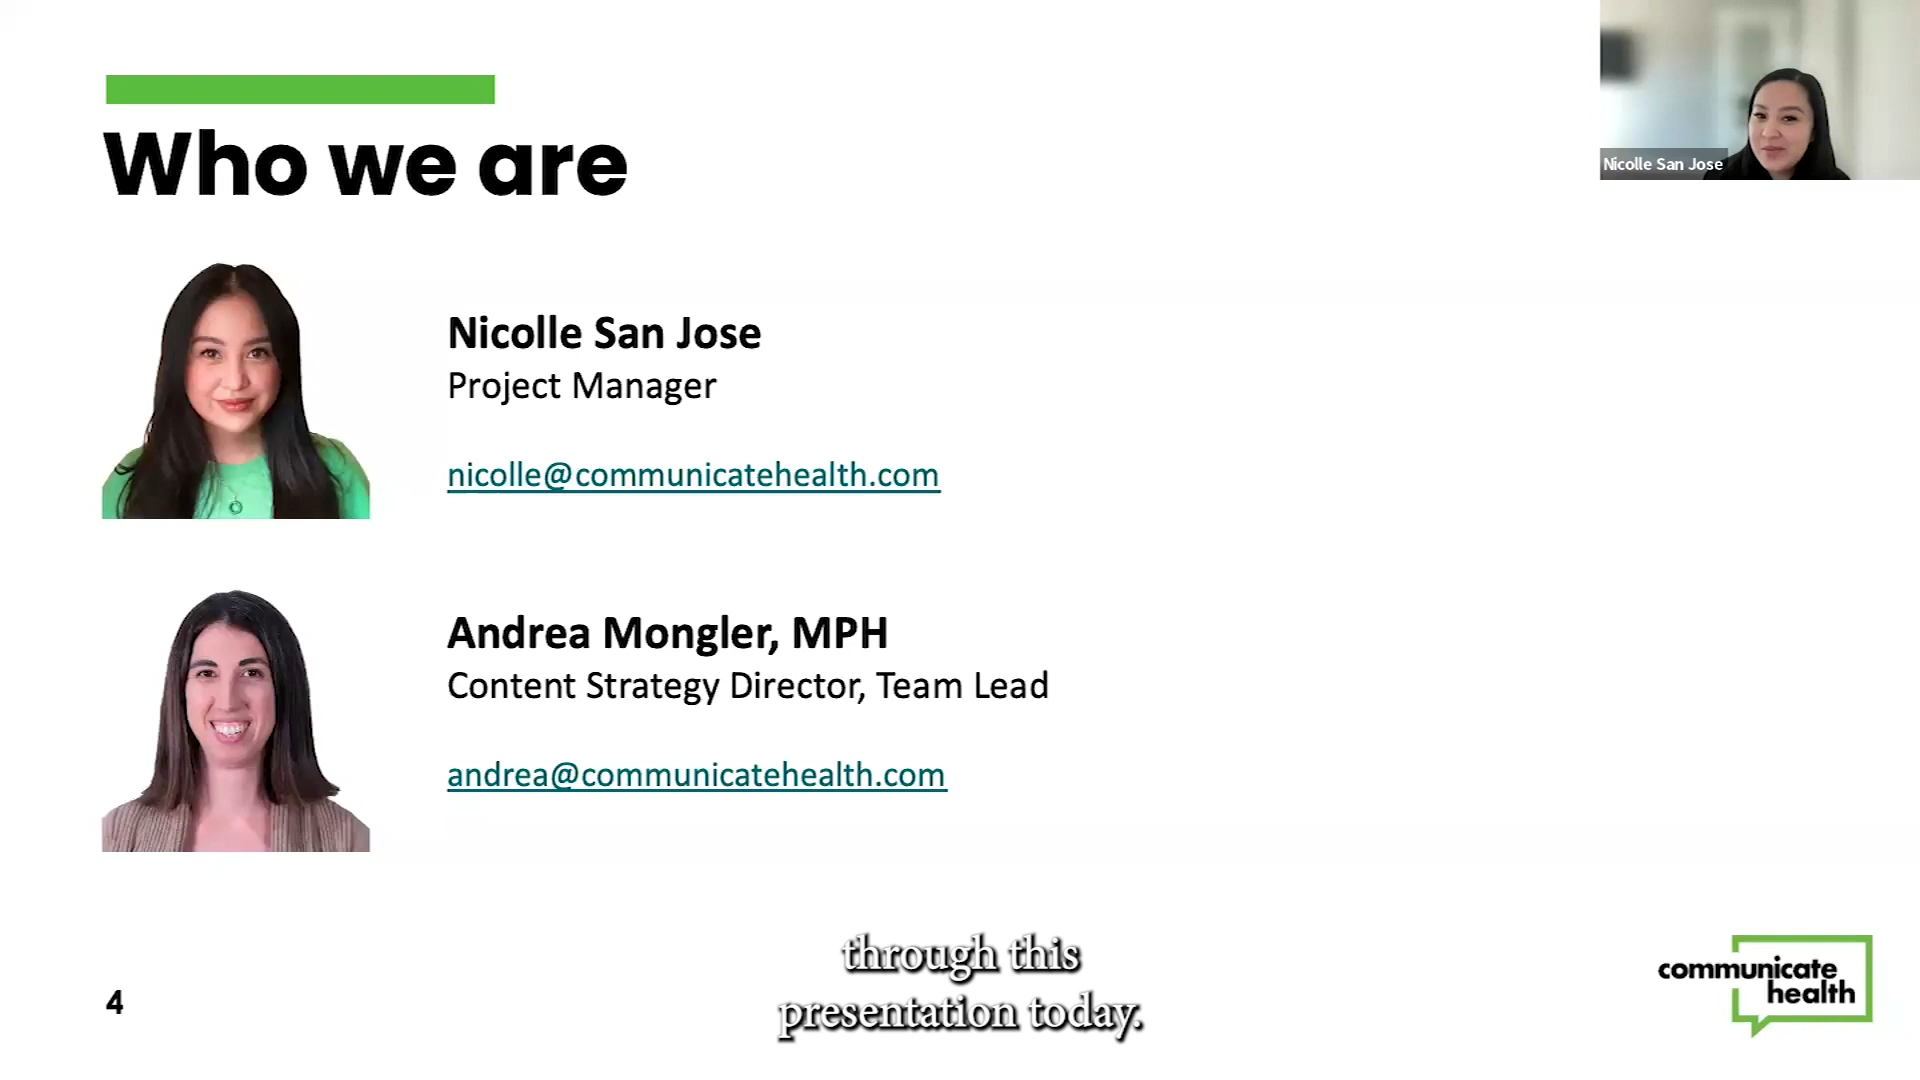 Who we are
Nicolle San Jose
Nicolle San Jose
Project Manager
nicolle@communicatehealth.com
Andrea Mongler, MPH
Content Strategy Director, Team Lead
andrea@communicatehealth.com
through this
presentation today.
4
communicate
health